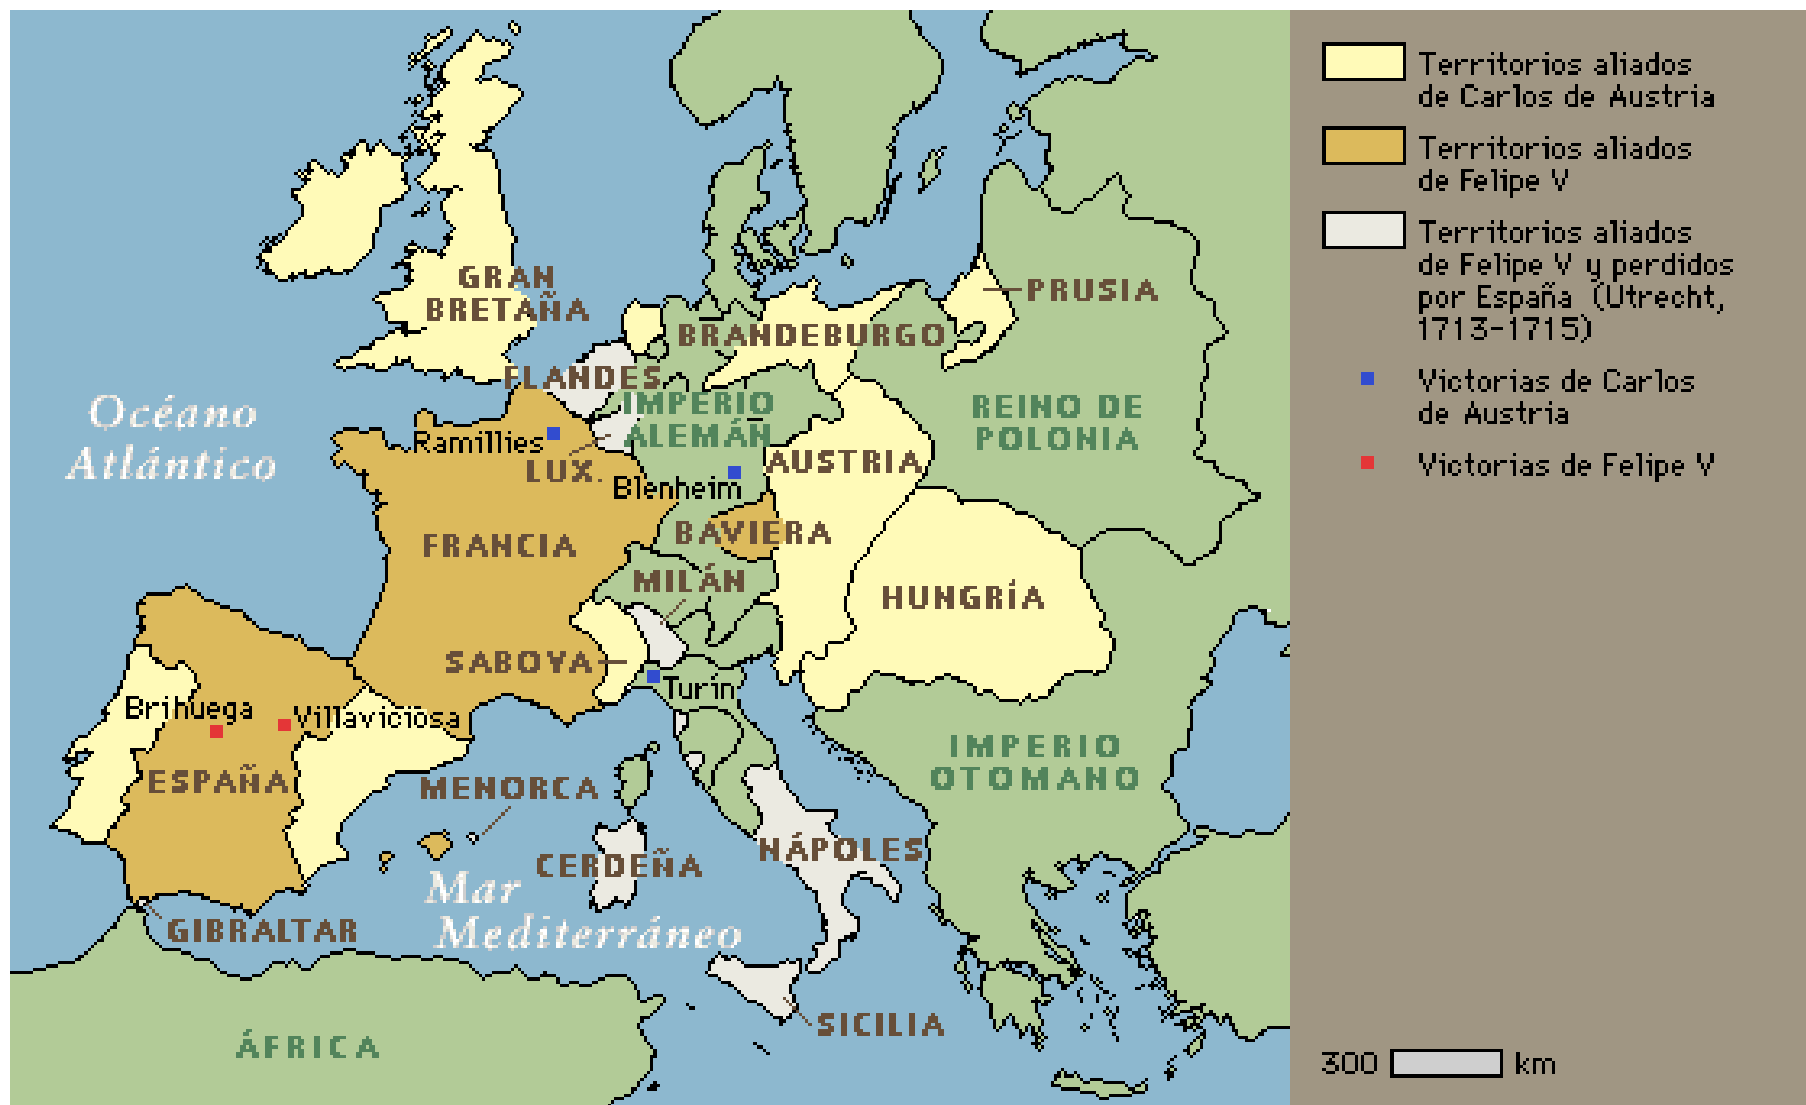 GRAN
BRETAÑA
PRUSIA
BRANDEBURGO
FLANDES
IMPERIO
ALEMÁN
REINO DE
POLONIA
Océano
Atlántico
Ramillies
LUX.
AUSTRIA
Blenheim
FRANCIA
BAVIERA
MILÁN
HUNGRÍA
SABOYA
Turín
Brihuega
Villaviciosa
ESPAÑA
MENORCA
IMPERIO
OTOMANO
CERDEÑA
NÁPOLES
Mar
Mediterráneo
GIBRALTAR
SICILIA
ÁFRICA
Territorios aliados
de Carlos de Austria
Territorios aliados
de Felipe V
Territorios aliados
de Felipe V y perdidos
por España (Utrecht,
1713-1715)
Victorias de Carlos
de Austria
Victorias de Felipe V
300 km